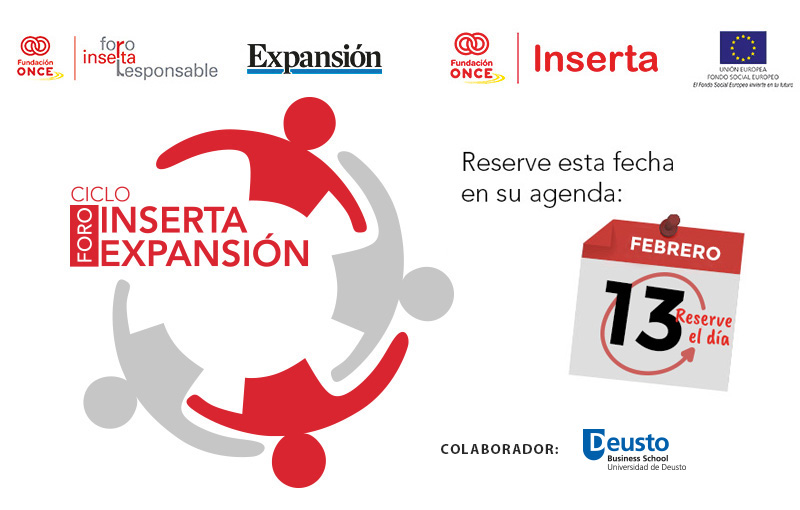 Fundación
ONCE
foro
inserta
responsable
Expansión
Fundación
ONCE
Inserta
UNIÓN EUROPEA
FONDO SOCIAL EUROPEO
El Fondo Social Europeo invierte en su futuro
CICLO
FORO
INSERTA
EXPANSIÓN
Reserve esta fecha
en su agenda:
FEBRERO
13
Reserve
el día
COLABORADOR:
Deusto
Business School
Universidad de Deusto